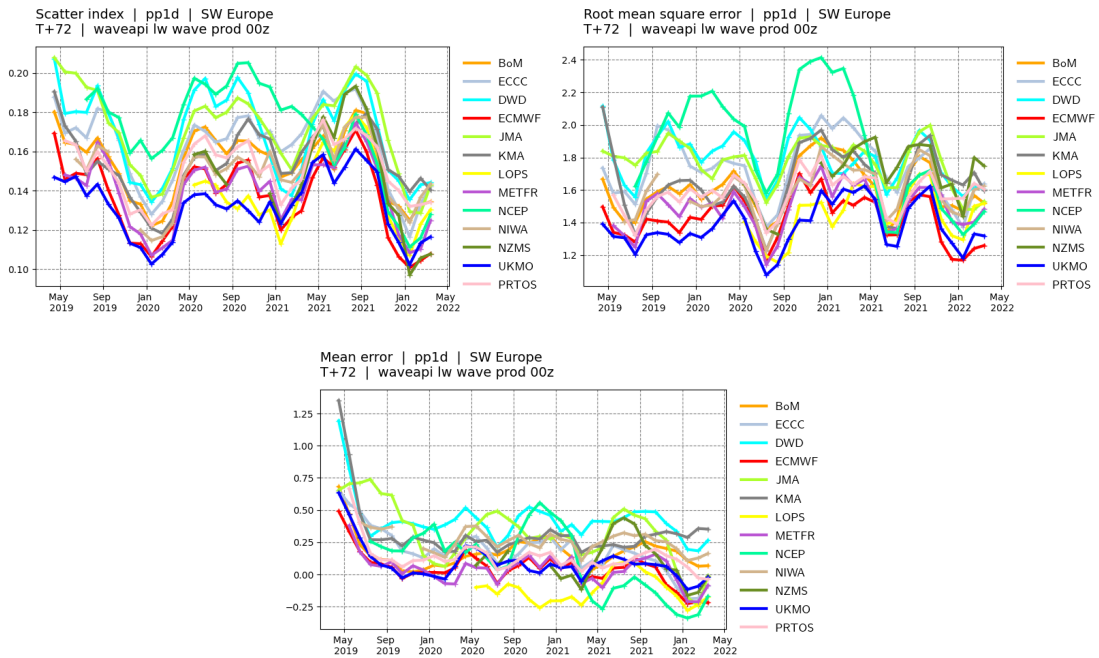 Scatter index | pp1d | SW Europe
T+72 | waveapi lw wave prod 00z
0.20
0.18
0.16
0.14
0.12
0.10
May 2019
Sep 2019
Jan 2020
May 2020
Sep 2020
Jan 2021
May 2021
Sep 2021
Jan 2022
May 2022
BoM
ECCC
DWD
ECMWF
JMA
KMA
LOPS
METFR
NCEP
NIWA
NZMS
UKMO
PRTOS
Root mean square error | pp1d | SW Europe
T+72 | waveapi lw wave prod 00z
2.4
2.2
2.0
1.8
1.6
1.4
1.2
May 2019
Sep 2019
Jan 2020
May 2020
Sep 2020
Jan 2021
May 2021
Sep 2021
Jan 2022
May 2022
BoM
ECCC
DWD
ECMWF
JMA
KMA
LOPS
METFR
NCEP
NIWA
NZMS
UKMO
PRTOS
Mean error | pp1d | SW Europe
T+72 | waveapi lw wave prod 00z
1.25
1.00
0.75
0.50
0.25
0.00
−0.25
May 2019
Sep 2019
Jan 2020
May 2020
Sep 2020
Jan 2021
May 2021
Sep 2021
Jan 2022
May 2022
BoM
ECCC
DWD
ECMWF
JMA
KMA
LOPS
METFR
NCEP
NIWA
NZMS
UKMO
PRTOS